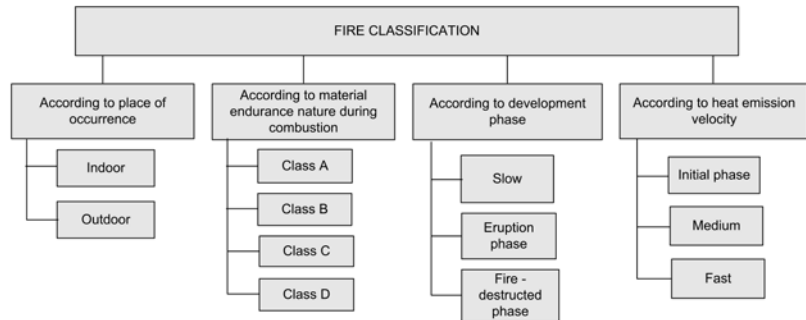 FIRE CLASSIFICATION
According to place of
occurrence
Indoor
Outdoor
According to material
endurance nature during
combustion
Class A
Class B
Class C
Class D
According to development
phase
Slow
Eruption
phase
Fire -
destructed
phase
According to heat emission
velocity
Initial phase
Medium
Fast